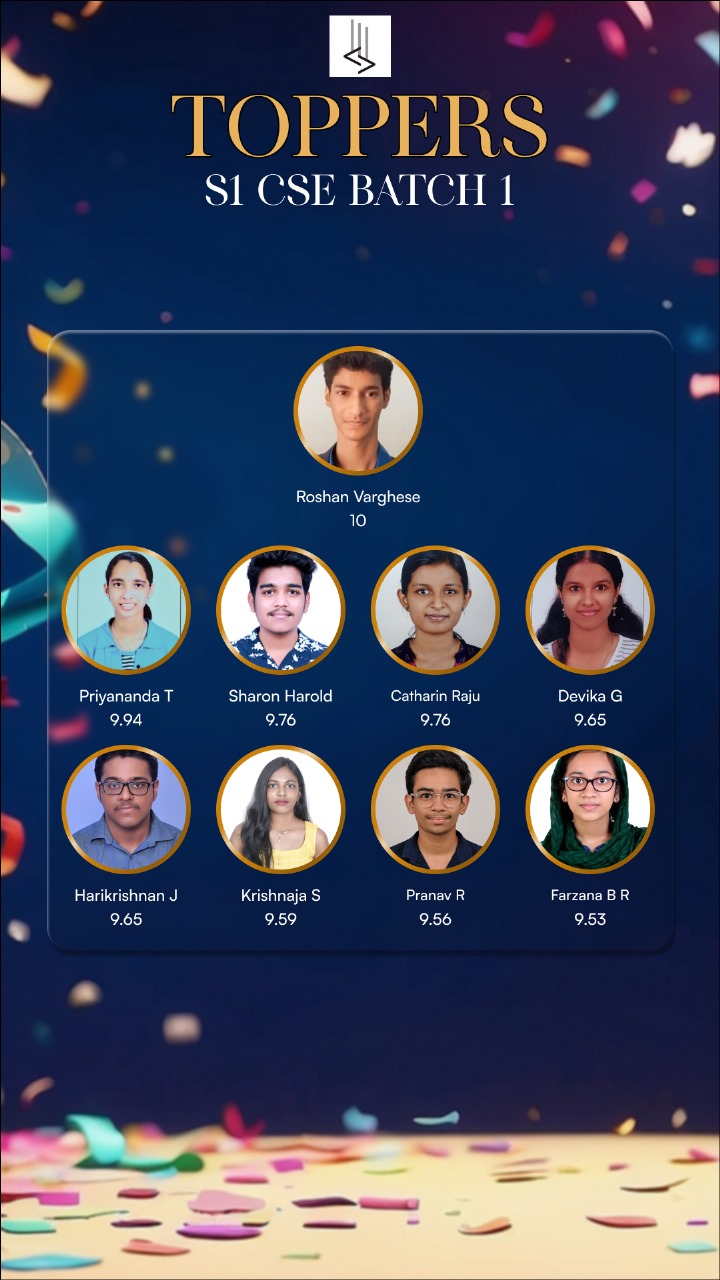 TOPPERS
S1 CSE BATCH 1
Roshan Varghese
10
Priyananda T
9.94
Sharon Harold
9.76
Catharin Raju
9.76
Devika G
9.65
Harikrishnan J
9.65
Krishnaja S
9.59
Pranav R
9.56
Farzana B R
9.53